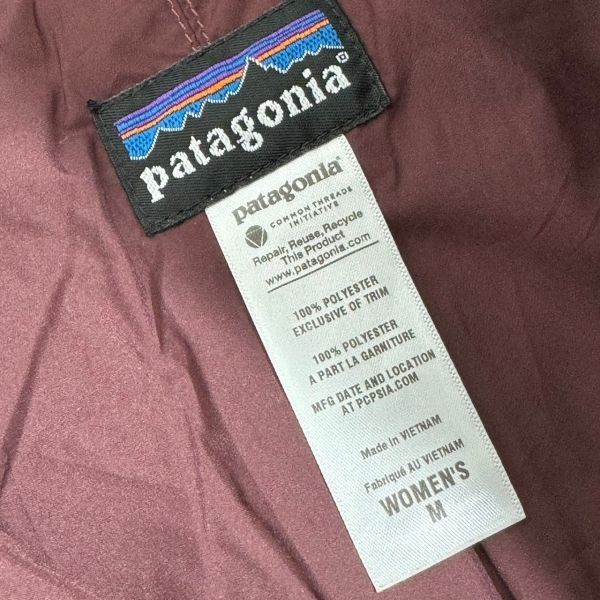 patagonia
patagonia
COMMON THREADS
INITIATIVE
Repair, Reuse, Recycle
This Product
www.patagonia.com
100% POLYESTER
EXCLUSIVE OF TRIM
100% POLYESTER
A PART LA GARNITURE
MFG DATE AND LOCATION
AT PCPSIA.COM
Made in VIETNAM
Fabriqué AU VIETNAM
WOMEN'S
M